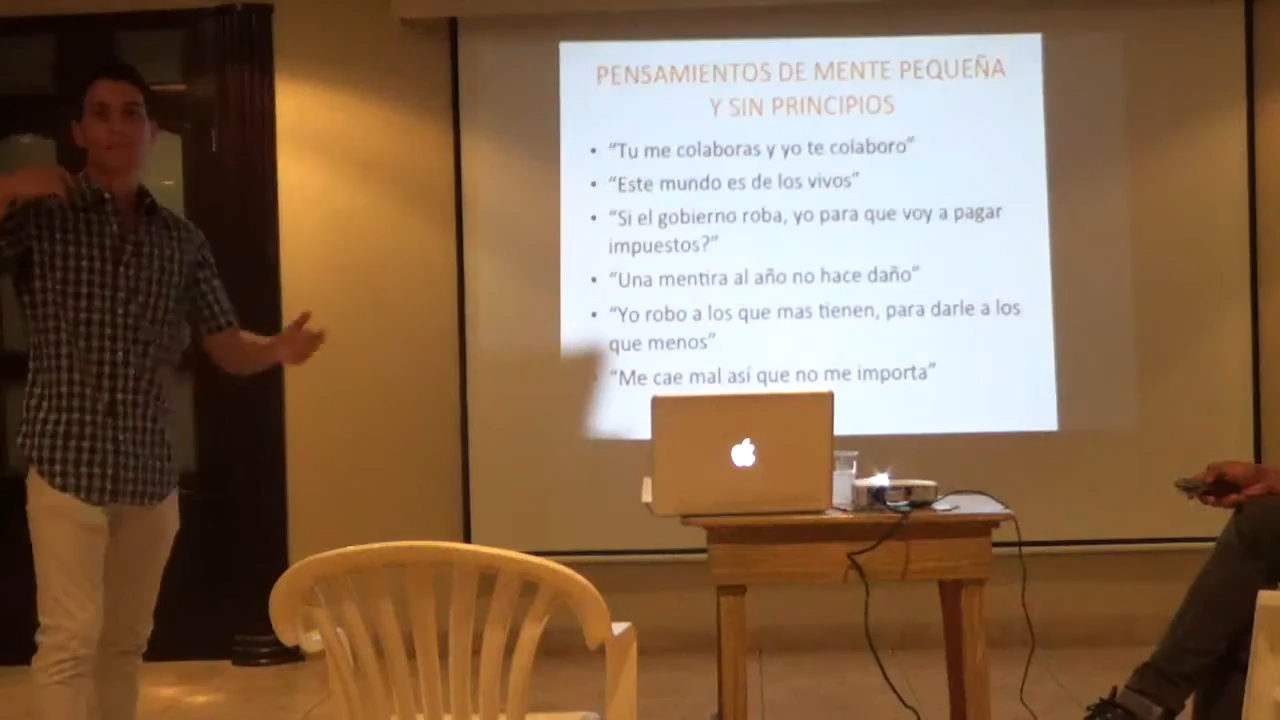 PENSAMIENTOS DE MENTE PEQUEÑA
Y SIN PRINCIPIOS
• “Tu me colaboras y yo te colaboro”
• “Este mundo es de los vivos”
• “Si el gobierno roba, yo para que voy a pagar
impuestos?”
• “Una mentira al año no hace daño”
• “Yo robo a los que mas tienen, para darle a los
que menos”
• “Me cae mal asi que no me importa”